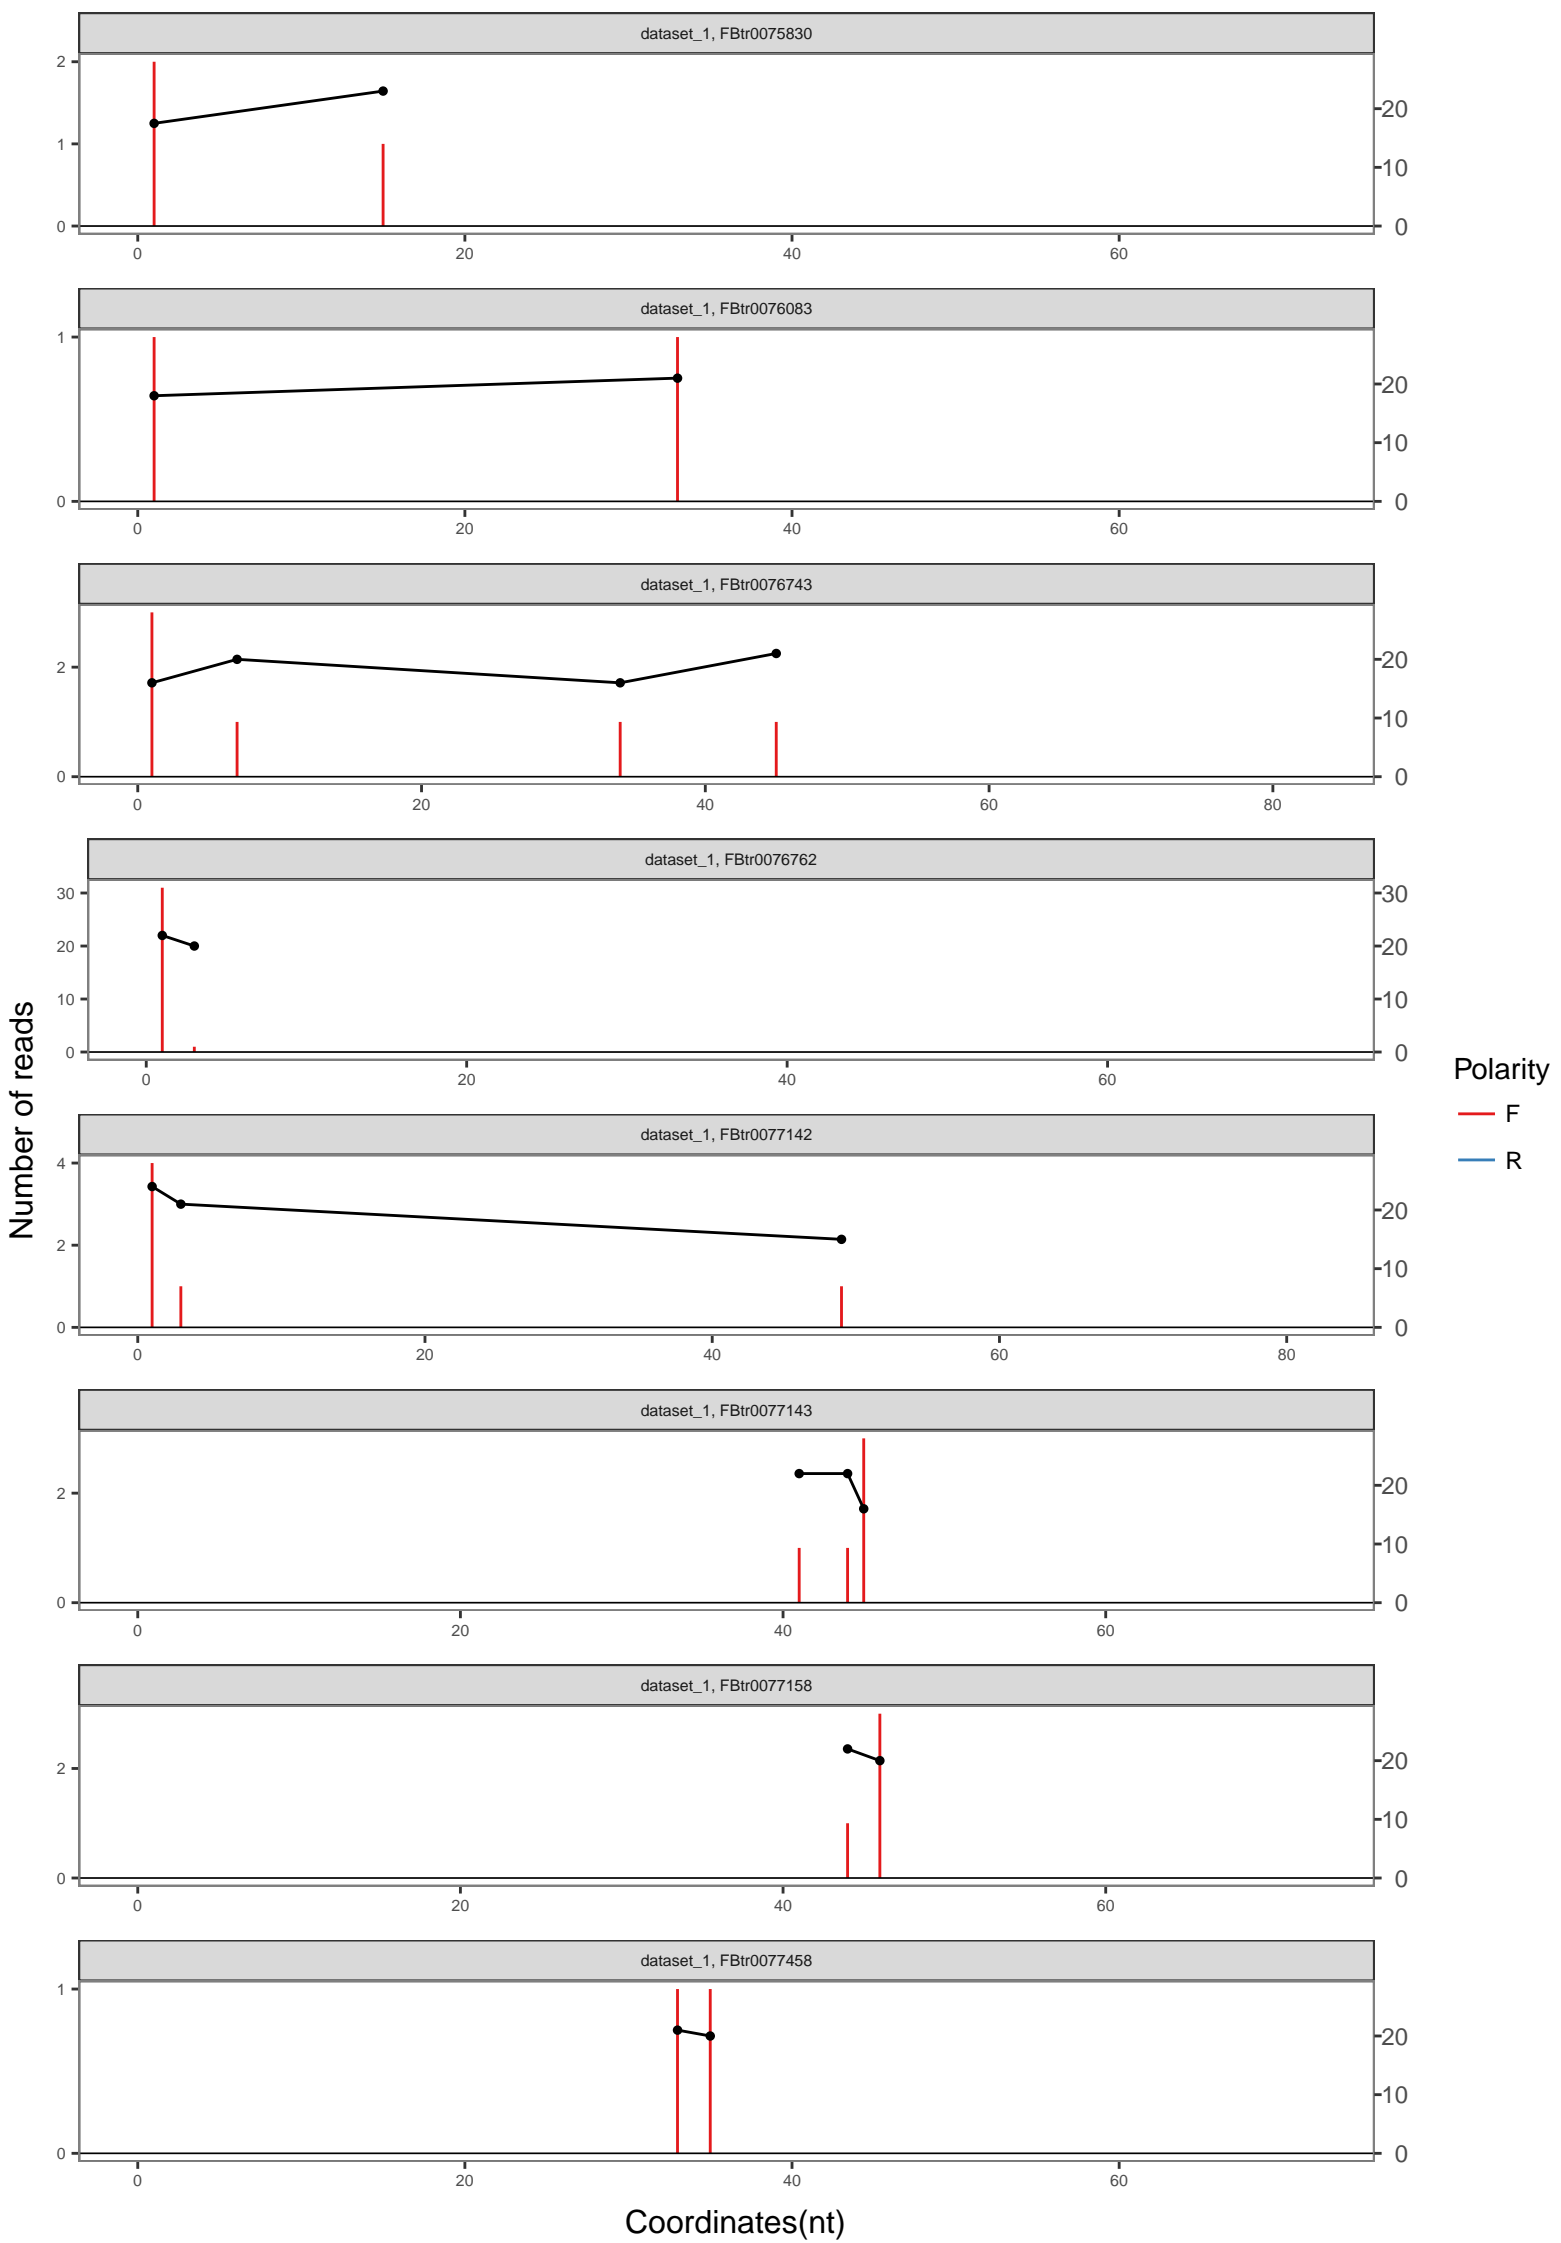 dataset_1, FBtr0075830
2
1
0
20
10
0
0 20 40 60
dataset_1, FBtr0076083
1
0
20
10
0
0 20 40 60
dataset_1, FBtr0076743
2
0
20
10
0
0 20 40 60 80
dataset_1, FBtr0076762
30
20
10
0
30
20
10
0
0 20 40 60
dataset_1, FBtr0077142
4
2
0
20
10
0
0 20 40 60 80
dataset_1, FBtr0077143
2
0
20
10
0
0 20 40 60
dataset_1, FBtr0077158
2
0
20
10
0
0 20 40 60
dataset_1, FBtr0077458
1
0
20
10
0
0 20 40 60
Number of reads
Coordinates(nt)
Polarity
F
R